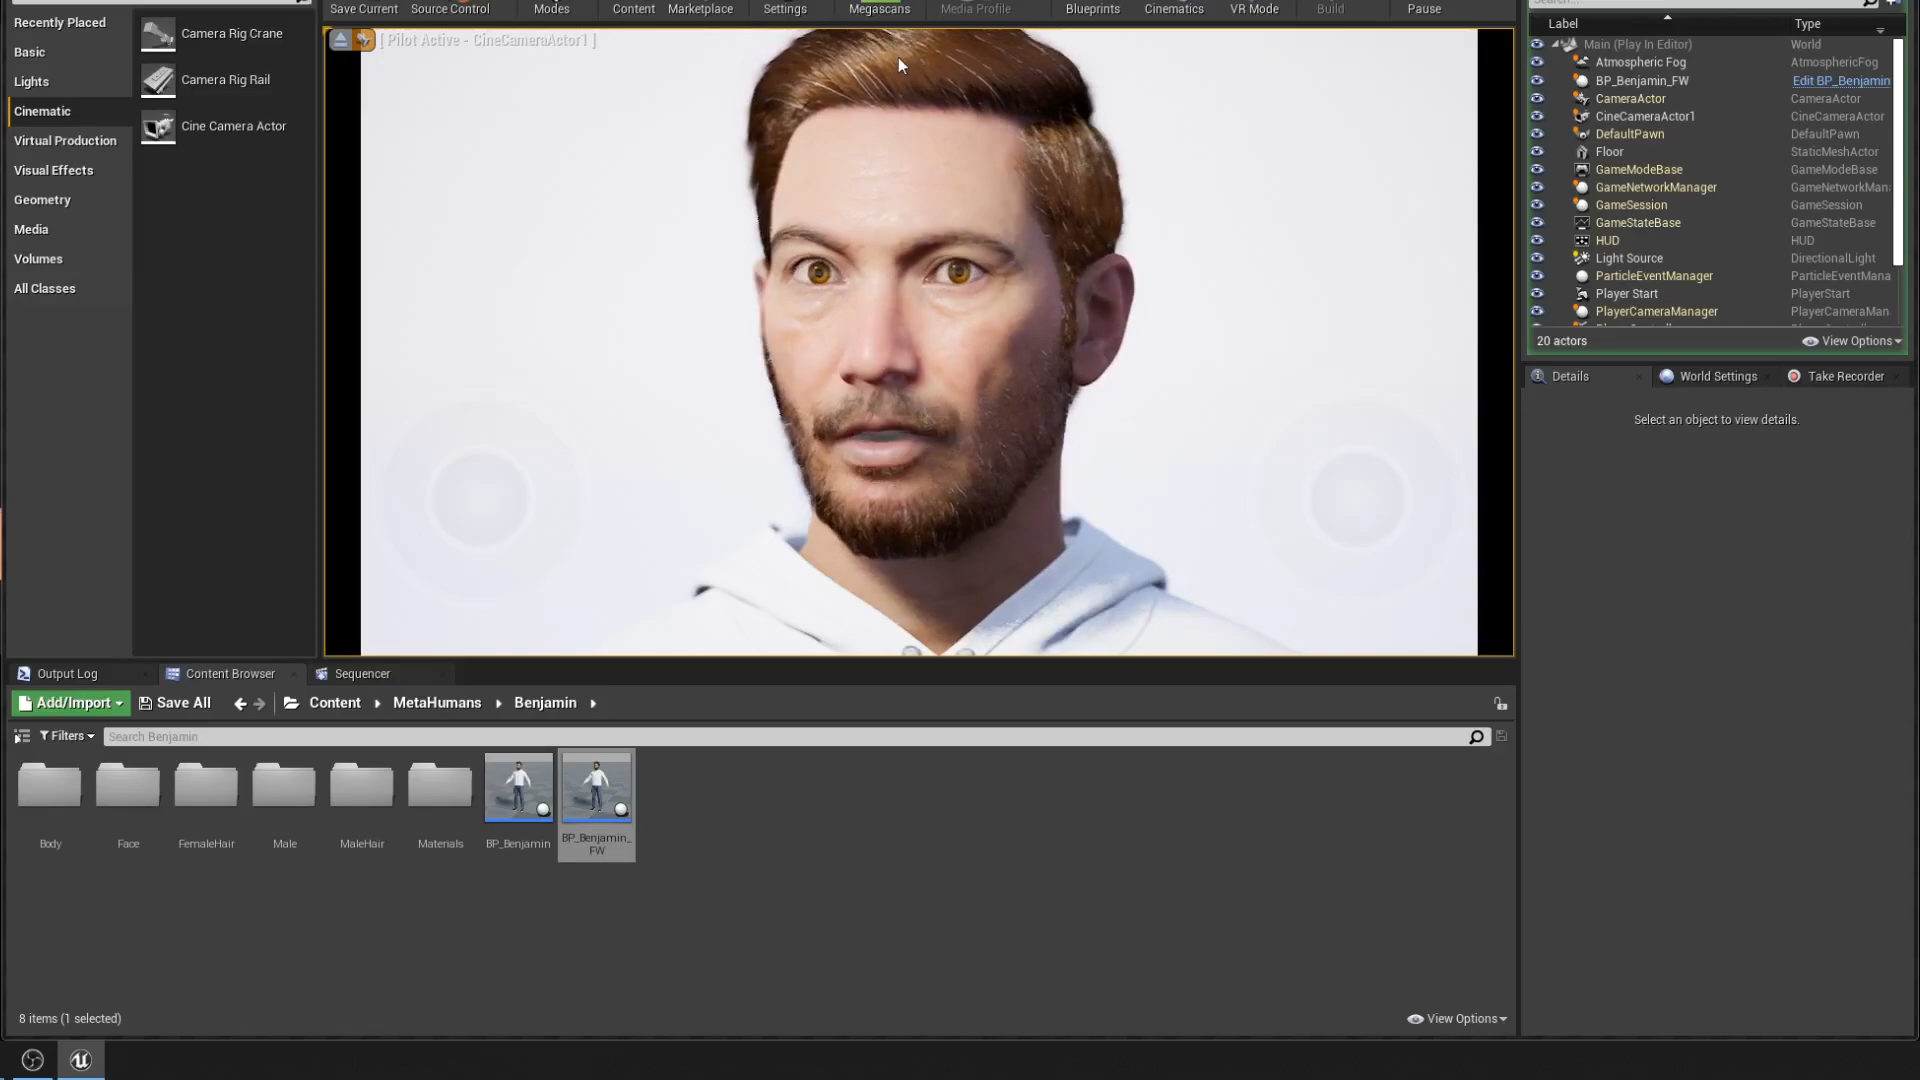 Save Current
Source Control
Modes
Content
Marketplace
Settings
Megascans
Media Profile
Blueprints
Cinematics
VR Mode
Build
Pause
Recently Placed
Basic
Lights
Cinematic
Virtual Production
Visual Effects
Geometry
Media
Volumes
All Classes
Camera Rig Crane
Camera Rig Rail
Cine Camera Actor
[ Pilot Active - CineCameraActor1 ]
Label
Type
Main (Play In Editor)
World
Atmospheric Fog
AtmosphericFog
BP_Benjamin_FW
Edit BP_Benjamin
CameraActor
CameraActor
CineCameraActor1
CineCameraActor
DefaultPawn
DefaultPawn
Floor
StaticMeshActor
GameModeBase
GameModeBase
GameNetworkManager
GameNetworkMan
GameSession
GameSession
GameStateBase
GameStateBase
HUD
HUD
Light Source
DirectionalLight
ParticleEventManager
ParticleEventMana
Player Start
PlayerStart
PlayerCameraManager
PlayerCameraMan
20 actors
View Options
Details
World Settings
Take Recorder
Select an object to view details.
Output Log
Content Browser
Sequencer
Add/Import
Save All
Content
MetaHumans
Benjamin
Filters
Search Benjamin
Body
Face
FemaleHair
Male
MaleHair
Materials
BP_Benjamin
BP_Benjamin_
FW
8 items (1 selected)
View Options